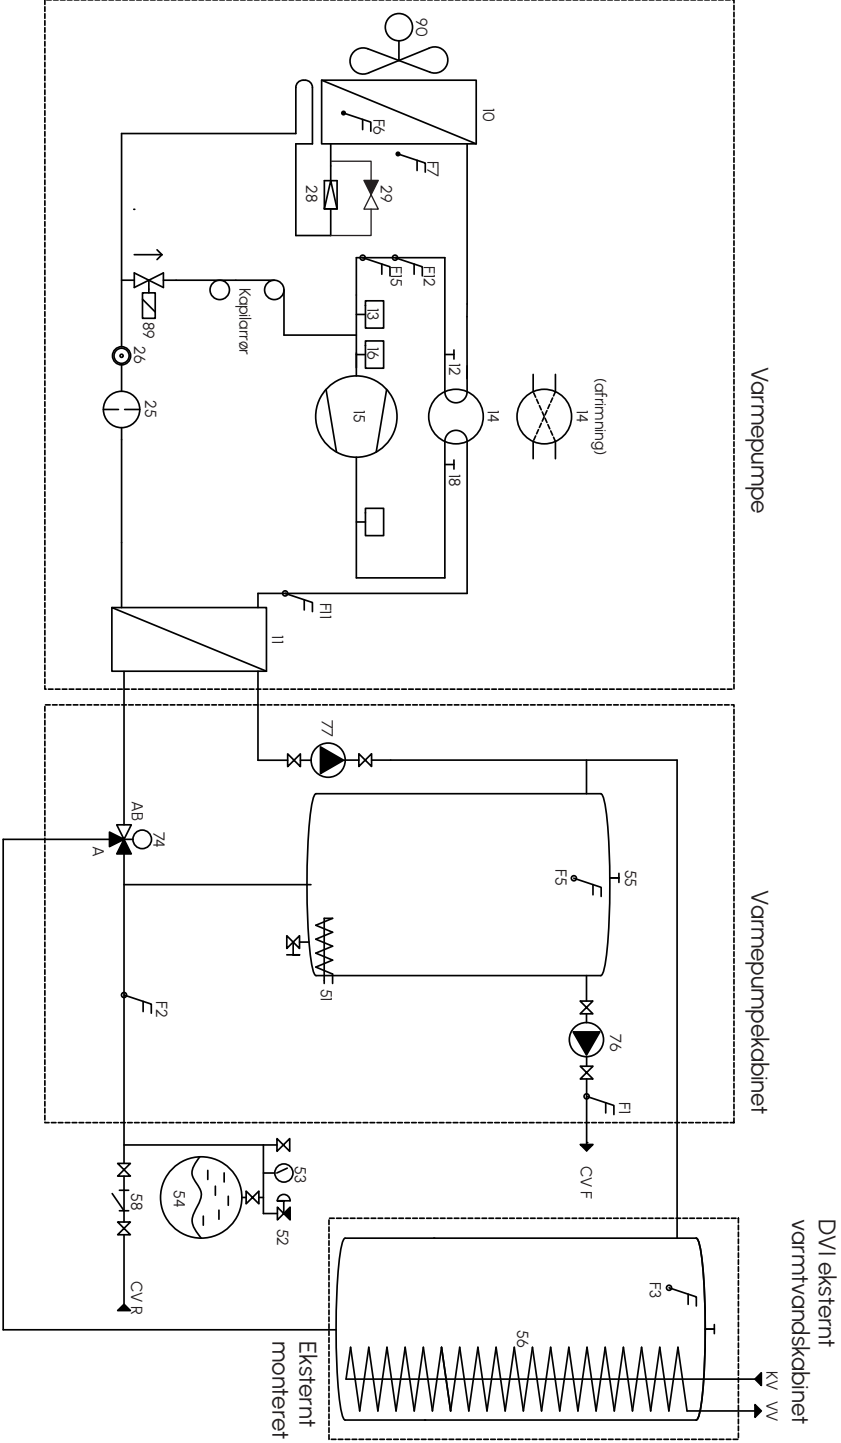 Varmepumpe
Varmepumpekabinet
DVI eksternt
varmtvandskabinet
(afrimning)
14
90
10
F6
F7
29
28
F12
F15
12
14
18
13
16
15
Kapilarrør
89
26
25
F11
11
77
55
F5
51
76
F1
CV F
AB
74
A
F2
53
54
52
58
CV R
F3
56
KV
VV
Eksternt
monteret